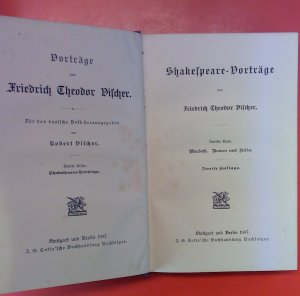 Vorträge
von
Friedrich Theodor Vischer.
Für das deutsche Volk herausgegeben
von
Robert Vischer.
Zweite Reihe:
Shakespeare-Vorträge.
Stuttgart und Berlin 1907.
J. G. Cotta'sche Buchhandlung Nachfolger.
Shakespeare-Vorträge
von
Friedrich Theodor Vischer.
Zweiter Band.
Macbeth. Romeo und Julia.
Zweite Auflage.
Stuttgart und Berlin 1907.
J. G. Cotta'sche Buchhandlung Nachfolger.